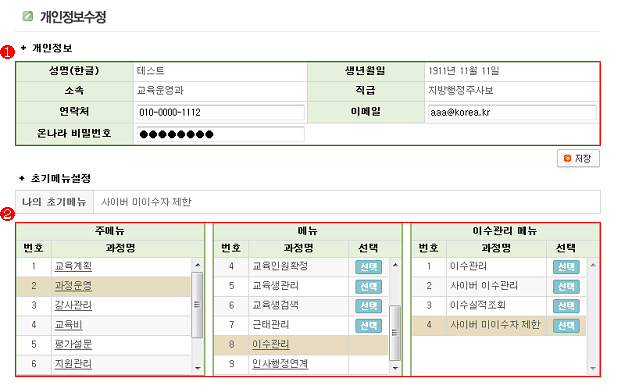 개인정보수정
1 + 개인정보
성명(한글) 테스트 생년월일 1911년 11월 11일
소속 교육운영과 직급 지방행정주사보
연락처 010-0000-1112 이메일 aaa@korea.kr
온나라 비밀번호 ●●●●●●●●
저장
+ 초기메뉴설정
나의 초기메뉴 사이버 미이수자 제한
2
주메뉴 메뉴 이수관리 메뉴
번호 과정명 번호 과정명 선택 번호 과정명 선택
1 교육계획 4 교육인원확정 선택 1 이수관리 선택
2 과정운영 5 교육생관리 선택 2 사이버 이수관리 선택
3 강사관리 6 교육생검색 선택 3 이수실적조회 선택
4 교육비 7 근태관리 선택 4 사이버 미이수자 제한 선택
5 평가설문 8 이수관리
6 지원관리 9 인사행정연계